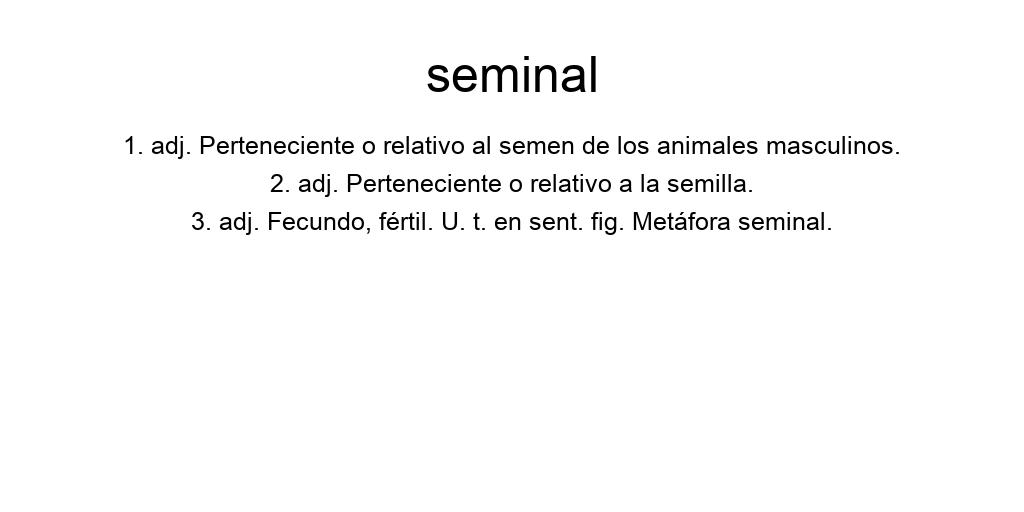 seminal
1. adj. Perteneciente o relativo al semen de los animales masculinos.
2. adj. Perteneciente o relativo a la semilla.
3. adj. Fecundo, fértil. U. t. en sent. fig. Metáfora seminal.